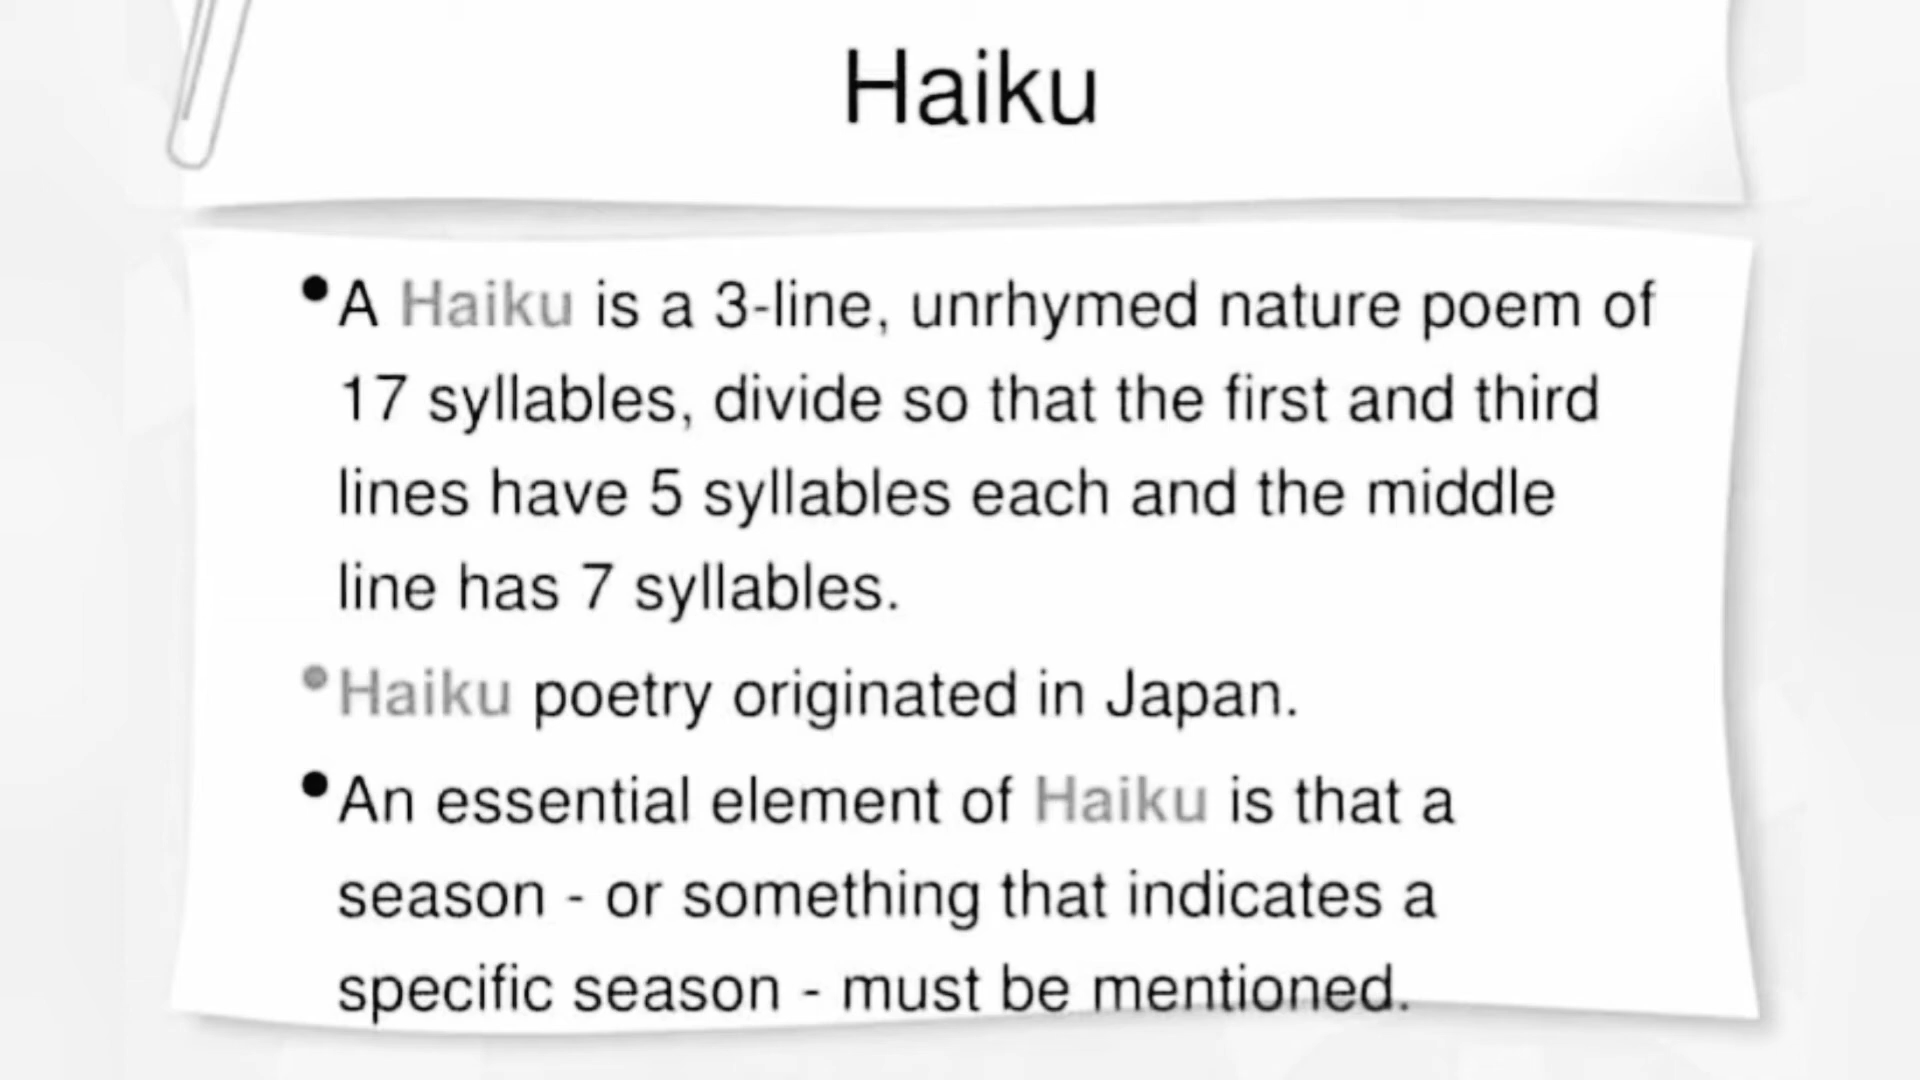 Haiku
•A Haiku is a 3-line, unrhymed nature poem of
17 syllables, divide so that the first and third
lines have 5 syllables each and the middle
line has 7 syllables.
•Haiku poetry originated in Japan.
•An essential element of Haiku is that a
season - or something that indicates a
specific season - must be mentioned.